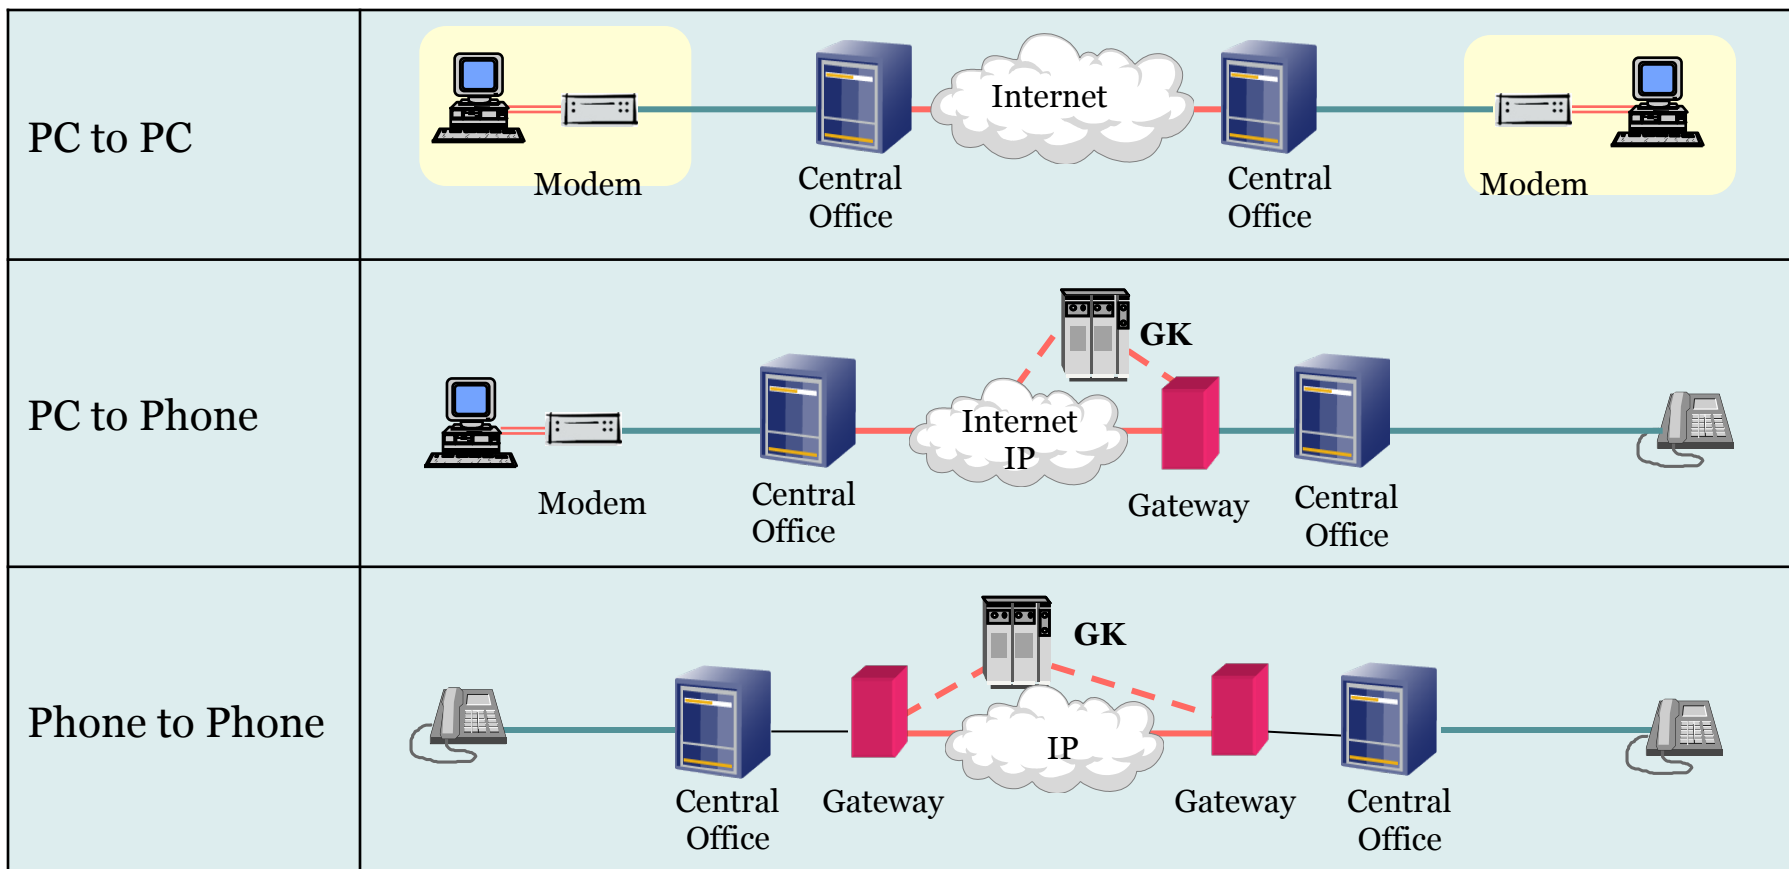 PC to PC
Internet
Modem
Central
Office
Central
Office
Modem
PC to Phone
GK
Internet
IP
Modem
Central
Office
Gateway
Central
Office
Phone to Phone
GK
IP
Central
Office
Gateway
Gateway
Central
Office